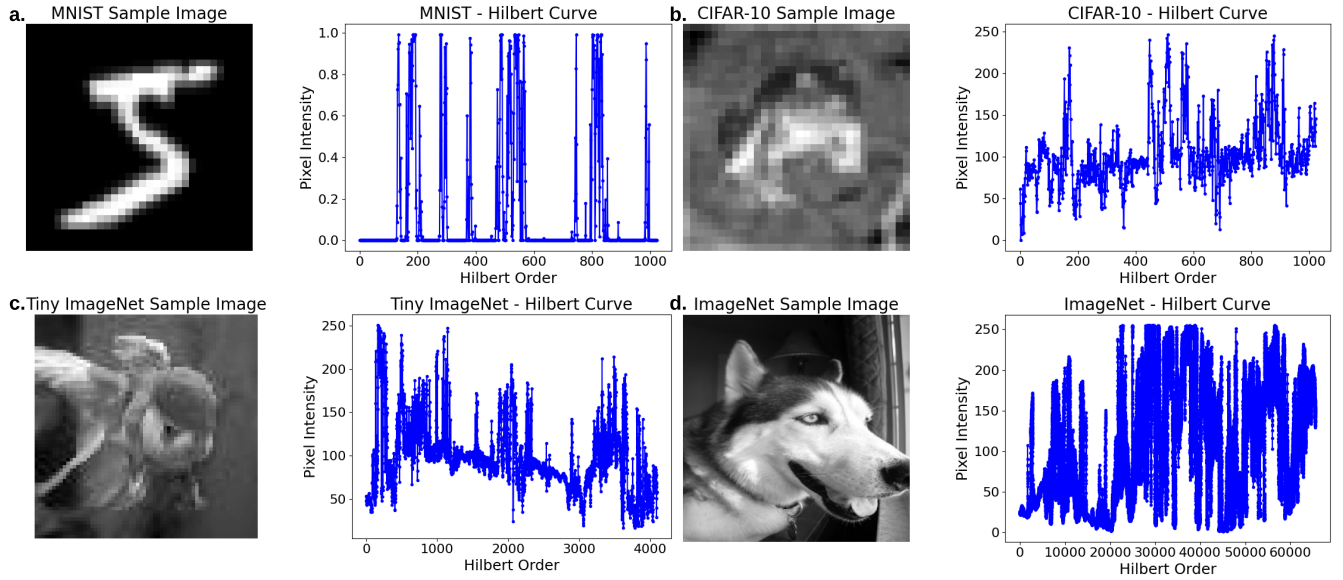 a. MNIST Sample Image
MNIST - Hilbert Curve
Pixel Intensity
1.0
0.8
0.6
0.4
0.2
0.0
0 200 400 600 800 1000
Hilbert Order
b. CIFAR-10 Sample Image
CIFAR-10 - Hilbert Curve
Pixel Intensity
250
200
150
100
50
0
0 200 400 600 800 1000
Hilbert Order
c. Tiny ImageNet Sample Image
Tiny ImageNet - Hilbert Curve
Pixel Intensity
250
200
150
100
50
0 1000 2000 3000 4000
Hilbert Order
d. ImageNet Sample Image
ImageNet - Hilbert Curve
Pixel Intensity
250
200
150
100
50
0
0 10000 20000 30000 40000 50000 60000
Hilbert Order